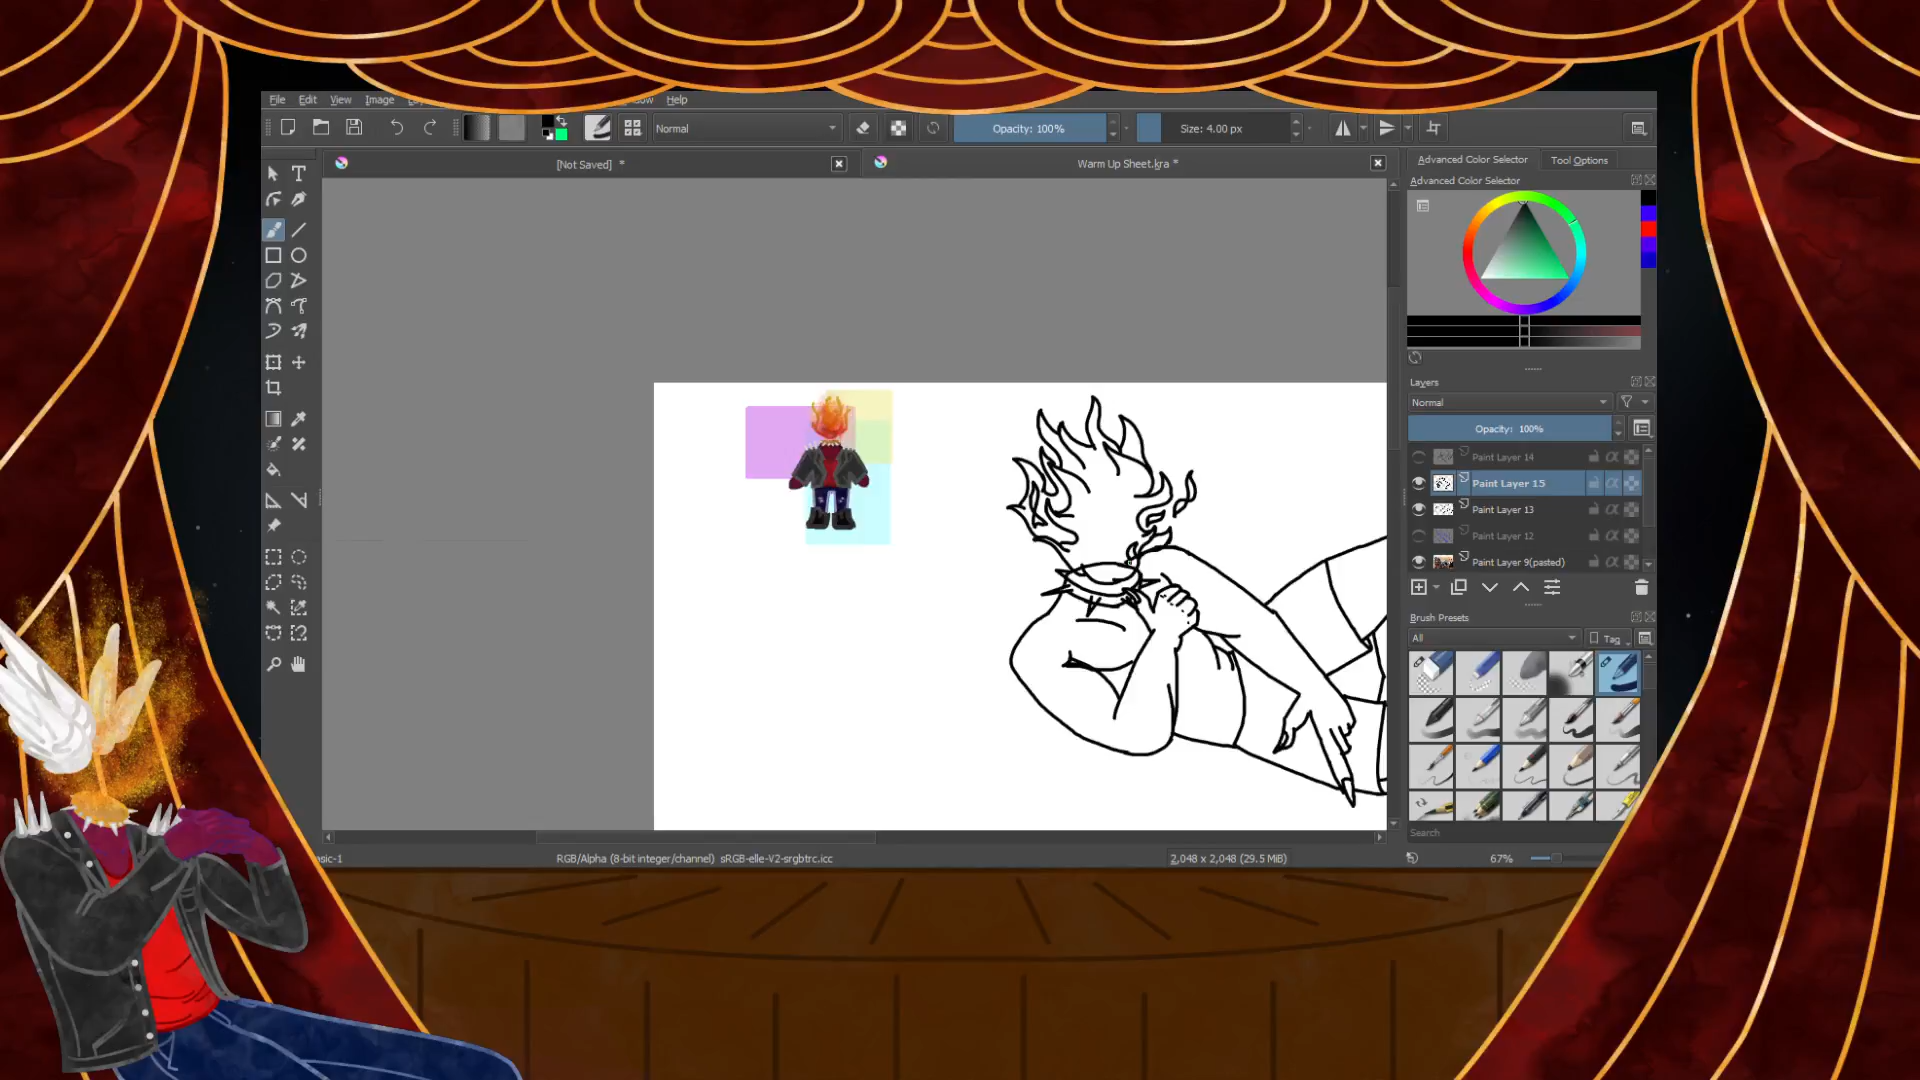 File Edit View Image Help
Normal
Opacity: 100%
Size: 4.00 px
[Not Saved] *
Warm Up Sheet.kra *
Advanced Color Selector
Tool Options
Advanced Color Selector
Layers
Normal
Opacity: 100%
Paint Layer 14
Paint Layer 15
Paint Layer 13
Paint Layer 12
Paint Layer 9(pasted)
Brush Presets
All
Tag
Search
RGB/Alpha (8-bit integer/channel) sRGB-elle-V2-srgbtrc.icc
2,048 x 2,048 (29.5 MiB)
67%